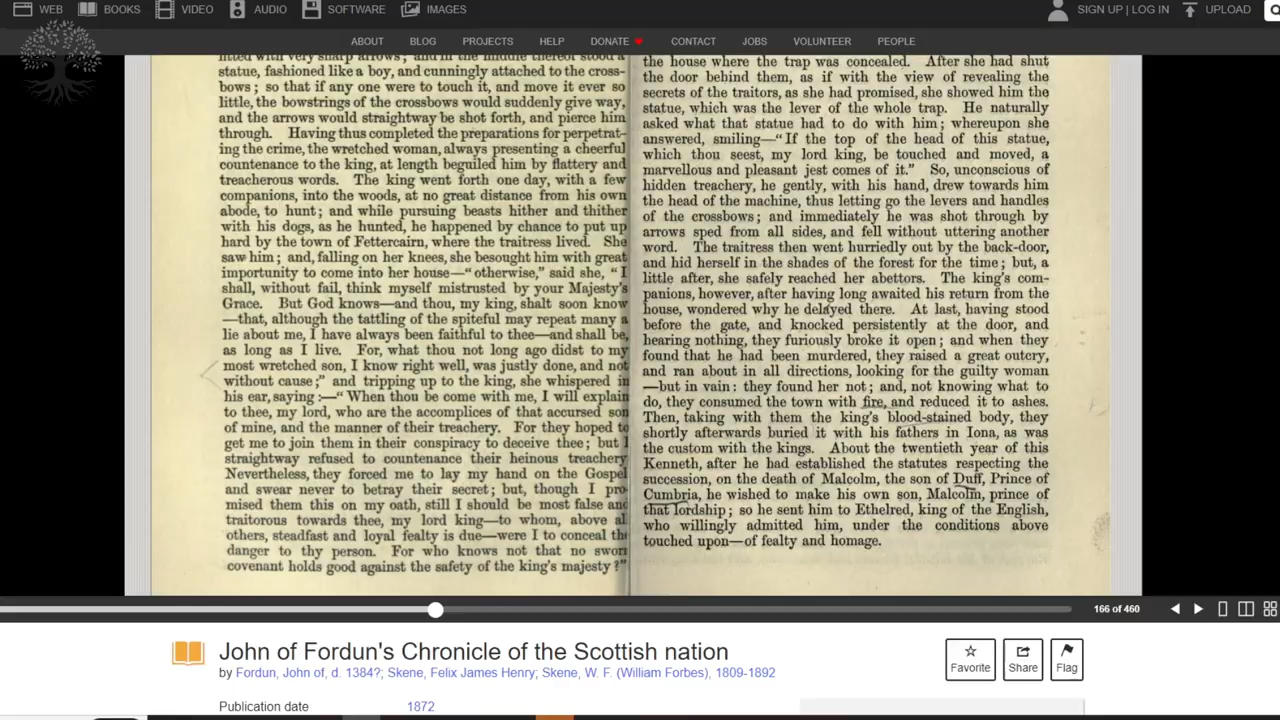 WEB BOOKS VIDEO AUDIO SOFTWARE IMAGES SIGN UP | LOG IN UPLOAD
ABOUT BLOG PROJECTS HELP DONATE CONTACT JOBS VOLUNTEER PEOPLE
fitted with very sharp arrows; and in the middle thereof stood a
statue, fashioned like a boy, and cunningly attached to the cross-
bows; so that if any one were to touch it, and move it ever so
little, the bowstrings of the crossbows would suddenly give way,
and the arrows would straightway be shot forth, and pierce him
through. Having thus completed the preparations for perpetrat-
ing the crime, the wretched woman, always presenting a cheerful
countenance to the king, at length beguiled him by flattery and
treacherous words. The king went forth one day, with a few
companions, into the woods, at no great distance from his own
abode, to hunt; and while pursuing beasts hither and thither
with his dogs, as he hunted, he happened by chance to put up
hard by the town of Fettercairn, where the traitress lived. She
saw him; and, falling on her knees, she besought him with great
importunity to come into her house—"otherwise," said she, "I
shall, without fail, think myself mistrusted by your Majesty's
Grace. But God knows—and thou, my king, shalt soon know
—that, although the tattling of the spiteful may repeat many a
lie about me, I have always been faithful to thee—and shall be,
as long as I live. For, what thou not long ago didst to my
most wretched son, I know right well, was justly done, and not
without cause;" and tripping up to the king, she whispered in
his ear, saying:—"When thou be come with me, I will explain
to thee, my lord, who are the accomplices of that accursed son
of mine, and the manner of their treachery. For they hoped to
get me to join them in their conspiracy to deceive thee; but I
straightway refused to countenance their heinous treachery
Nevertheless, they forced me to lay my hand on the Gospel
and swear never to betray their secret; but, though I pro-
mised them this on my oath, still I should be most false and
traitorous towards thee, my lord king—to whom, above al
others, steadfast and loyal fealty is due—were I to conceal th
danger to thy person. For who knows not that no sworn
covenant holds good against the safety of the king's majesty?"
the house where the trap was concealed. After she had shut
the door behind them, as if with the view of revealing the
secrets of the traitors, as she had promised, she showed him the
statue, which was the lever of the whole trap. He naturally
asked what that statue had to do with him; whereupon she
answered, smiling—"If the top of the head of this statue,
which thou seest, my lord king, be touched and moved, a
marvellous and pleasant jest comes of it." So, unconscious of
hidden treachery, he gently, with his hand, drew towards him
the head of the machine, thus letting go the levers and handles
of the crossbows; and immediately he was shot through by
arrows sped from all sides, and fell without uttering another
word. The traitress then went hurriedly out by the back-door,
and hid herself in the shades of the forest for the time; but, a
little after, she safely reached her abettors. The king's com-
panions, however, after having long awaited his return from the
house, wondered why he delayed there. At last, having stood
before the gate, and knocked persistently at the door, and
hearing nothing, they furiously broke it open; and when they
found that he had been murdered, they raised a great outcry,
and ran about in all directions, looking for the guilty woman
—but in vain: they found her not; and, not knowing what to
do, they consumed the town with fire, and reduced it to ashes.
Then, taking with them the king's blood-stained body, they
shortly afterwards buried it with his fathers in Iona, as was
the custom with the kings. About the twentieth year of this
Kenneth, after he had established the statutes respecting the
succession, on the death of Malcolm, the son of Duff, Prince of
Cumbria, he wished to make his own son, Malcolm, prince of
that lordship; so he sent him to Ethelred, king of the English,
who willingly admitted him, under the conditions above
touched upon—of fealty and homage.
166 of 460
John of Fordun's Chronicle of the Scottish nation
by Fordun, John of, d. 1384?; Skene, Felix James Henry; Skene, W. F. (William Forbes), 1809-1892
Favorite Share Flag
Publication date 1872